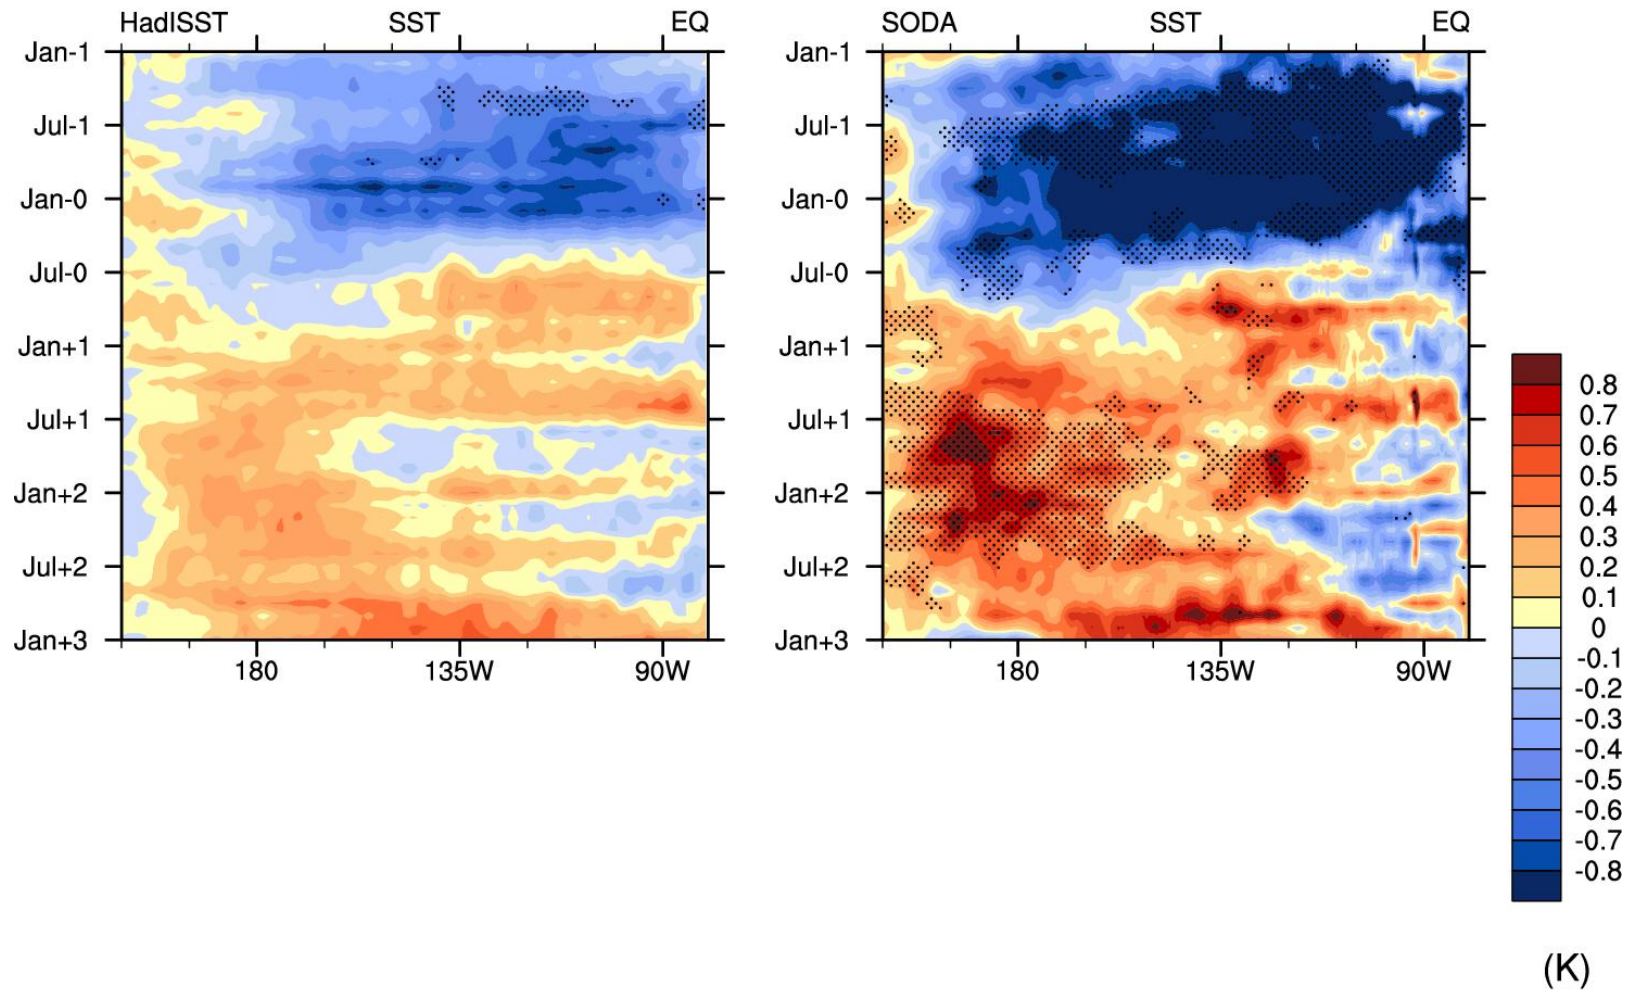 HadISST SST EQ
Jan-1
Jul-1
Jan-0
Jul-0
Jan+1
Jul+1
Jan+2
Jul+2
Jan+3
180 135W 90W
SODA SST EQ
Jan-1
Jul-1
Jan-0
Jul-0
Jan+1
Jul+1
Jan+2
Jul+2
Jan+3
180 135W 90W
0.8
0.7
0.6
0.5
0.4
0.3
0.2
0.1
0
-0.1
-0.2
-0.3
-0.4
-0.5
-0.6
-0.7
-0.8
(K)